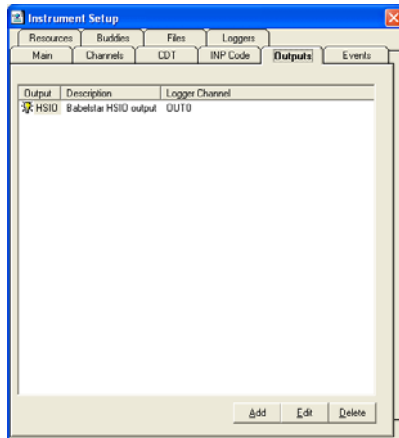 Instrument Setup
Resources Buddies Files Loggers
Main Channels CDT INP Code Outputs Events
Output Description Logger Channel
HSIO Babelstar HSIO output OUT0
Add Edit Delete